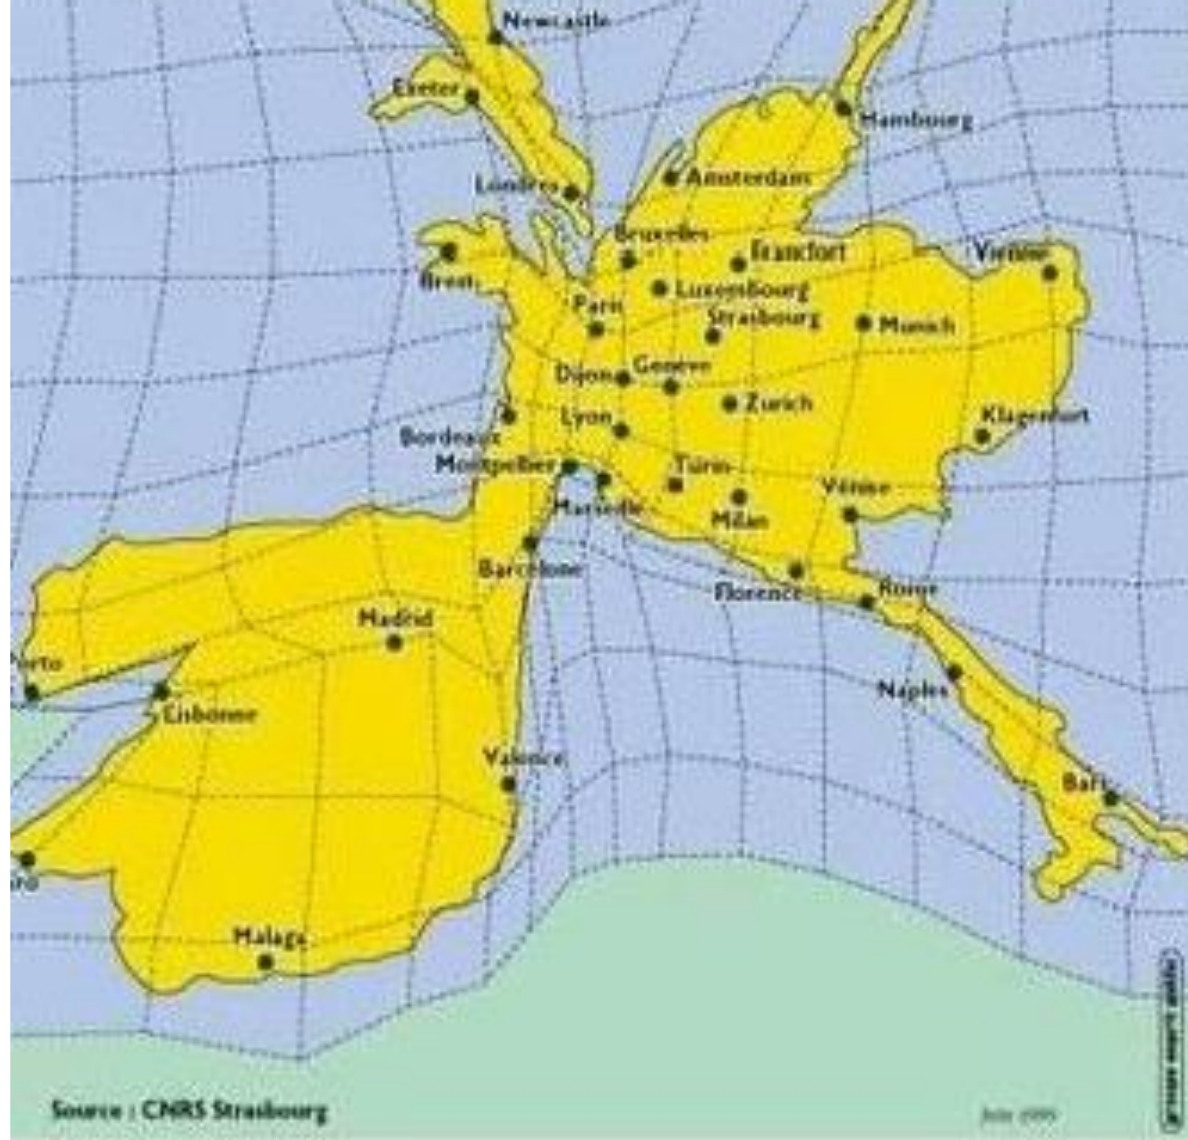 Newcastle
Exeter
Hambourg
Londres
Amsterdam
Bruxelles
Francfort
Vienne
Brest
Luxembourg
Paris
Strasbourg
Munich
Dijon
Genève
Zurich
Lyon
Klagenfurt
Bordeaux
Montpellier
Turin
Marseille
Milan
Venise
Barcelone
Florence
Rome
Madrid
Porto
Naples
Lisbonne
Valence
Bari
Malaga
Source : CNRS Strasbourg